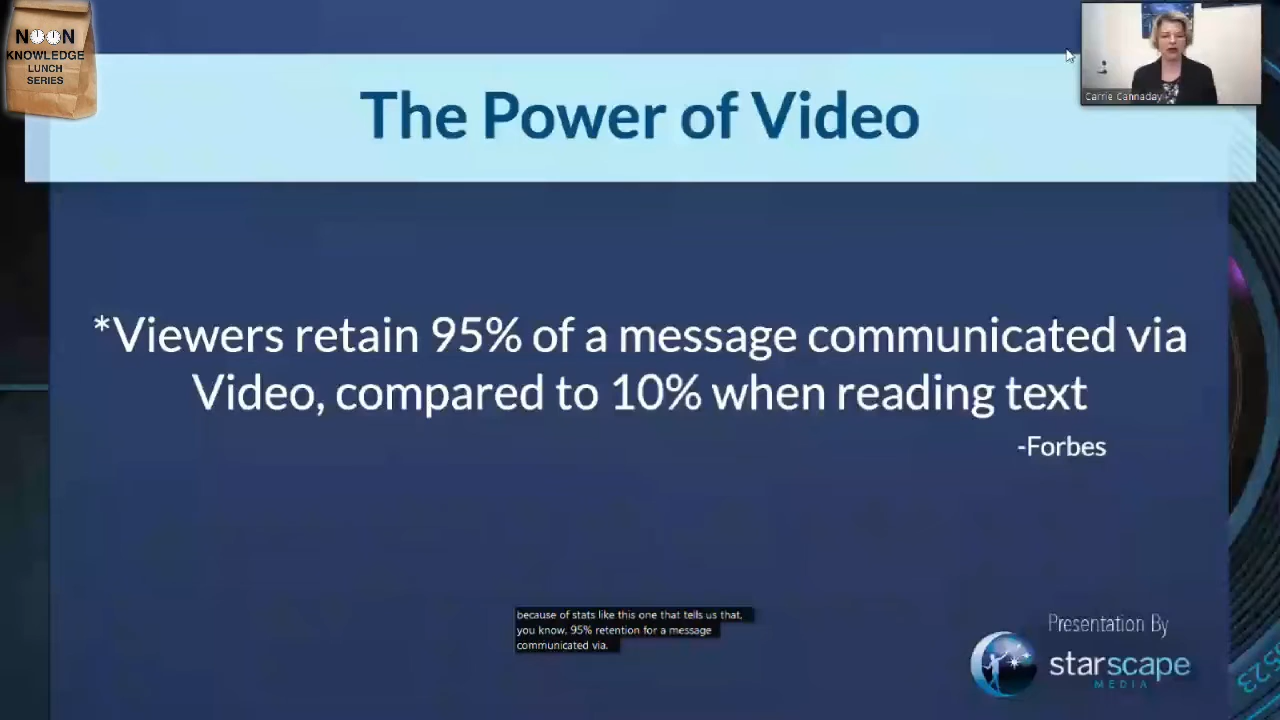 NOON
KNOWLEDGE
LUNCH
SERIES
Carrie Cannaday
The Power of Video
*Viewers retain 95% of a message communicated via
Video, compared to 10% when reading text
-Forbes
because of stats like this one that tells us that,
you know, 95% retention for a message
communicated via.
Presentation By
starscape
MEDIA
523